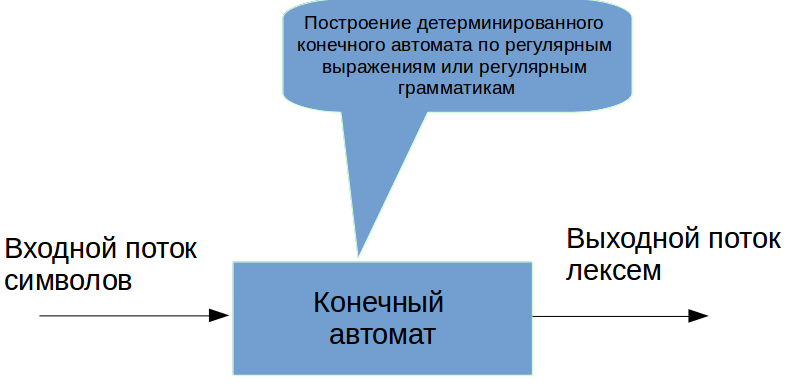 Построение детерминированного
конечного автомата по регулярным
выражениям или регулярным
грамматикам
Входной поток
символов
Выходной поток
лексем
Конечный
автомат